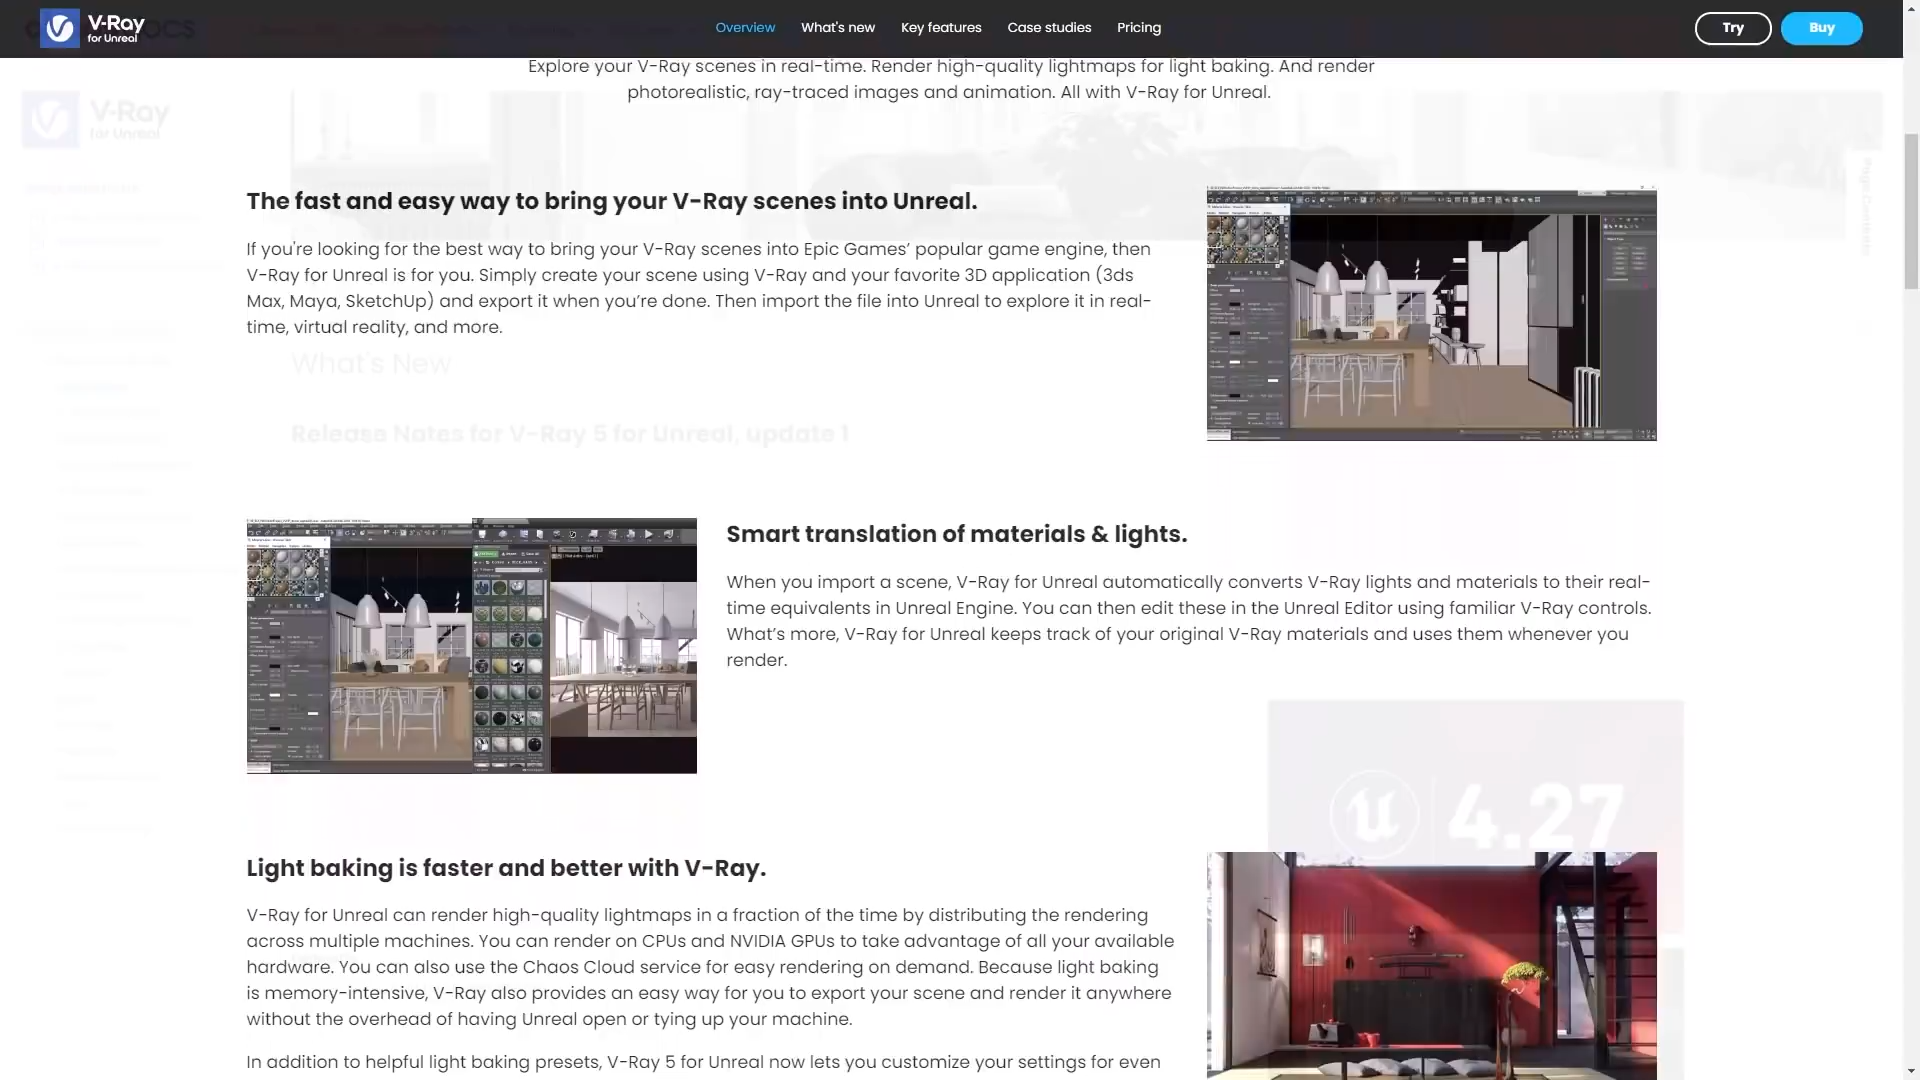 V-Ray
for Unreal
Overview
What's new
Key features
Case studies
Pricing
Try
Buy
Explore your V-Ray scenes in real-time. Render high-quality lightmaps for light baking. And render
photorealistic, ray-traced images and animation. All with V-Ray for Unreal.
V-Ray
for Unreal
The fast and easy way to bring your V-Ray scenes into Unreal.
If you're looking for the best way to bring your V-Ray scenes into Epic Games’ popular game engine, then
V-Ray for Unreal is for you. Simply create your scene using V-Ray and your favorite 3D application (3ds
Max, Maya, SketchUp) and export it when you’re done. Then import the file into Unreal to explore it in real-
time, virtual reality, and more.
What's New
Release Notes for V-Ray 5 for Unreal, update 1
Smart translation of materials & lights.
When you import a scene, V-Ray for Unreal automatically converts V-Ray lights and materials to their real-
time equivalents in Unreal Engine. You can then edit these in the Unreal Editor using familiar V-Ray controls.
What’s more, V-Ray for Unreal keeps track of your original V-Ray materials and uses them whenever you
render.
4.27
Light baking is faster and better with V-Ray.
V-Ray for Unreal can render high-quality lightmaps in a fraction of the time by distributing the rendering
across multiple machines. You can render on CPUs and NVIDIA GPUs to take advantage of all your available
hardware. You can also use the Chaos Cloud service for easy rendering on demand. Because light baking
is memory-intensive, V-Ray also provides an easy way for you to export your scene and render it anywhere
without the overhead of having Unreal open or tying up your machine.
In addition to helpful light baking presets, V-Ray 5 for Unreal now lets you customize your settings for even